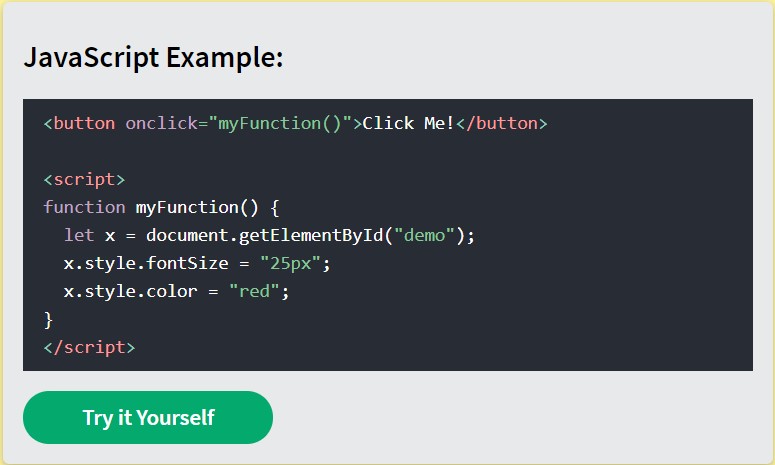 JavaScript Example:
<button onclick="myFunction()">Click Me!</button>
<script>
function myFunction() {
  let x = document.getElementById("demo");
  x.style.fontSize = "25px";
  x.style.color = "red";
}
</script>
Try it Yourself